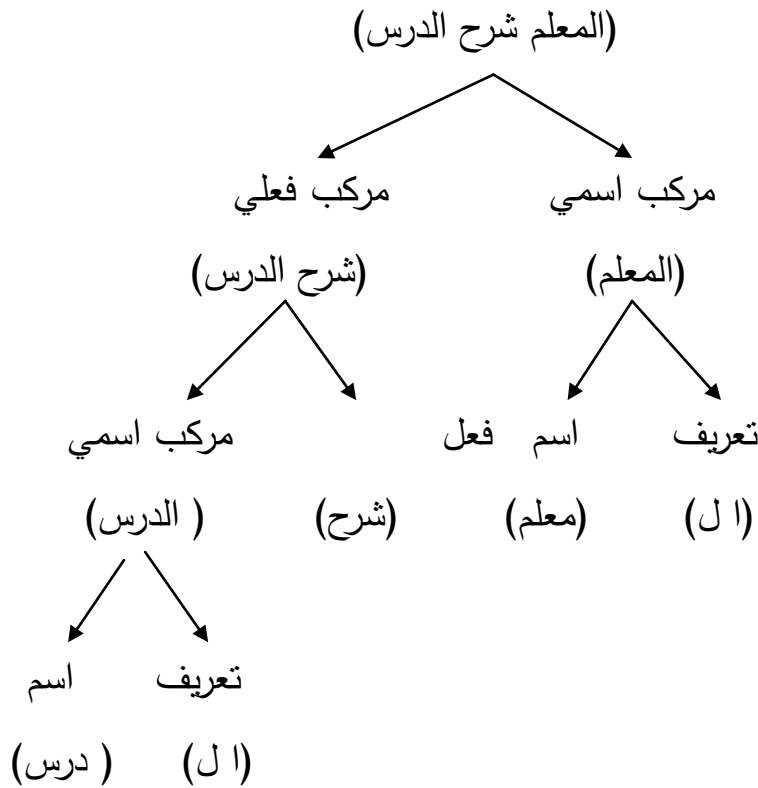 (المعلم شرح الدرس)
مركب اسمي مركب فعلي
(المعلم) (شرح الدرس)
تعريف اسم فعل مركب اسمي
(ا ل) (معلم) (شرح) ( الدرس)
تعريف اسم
(ا ل) ( درس)